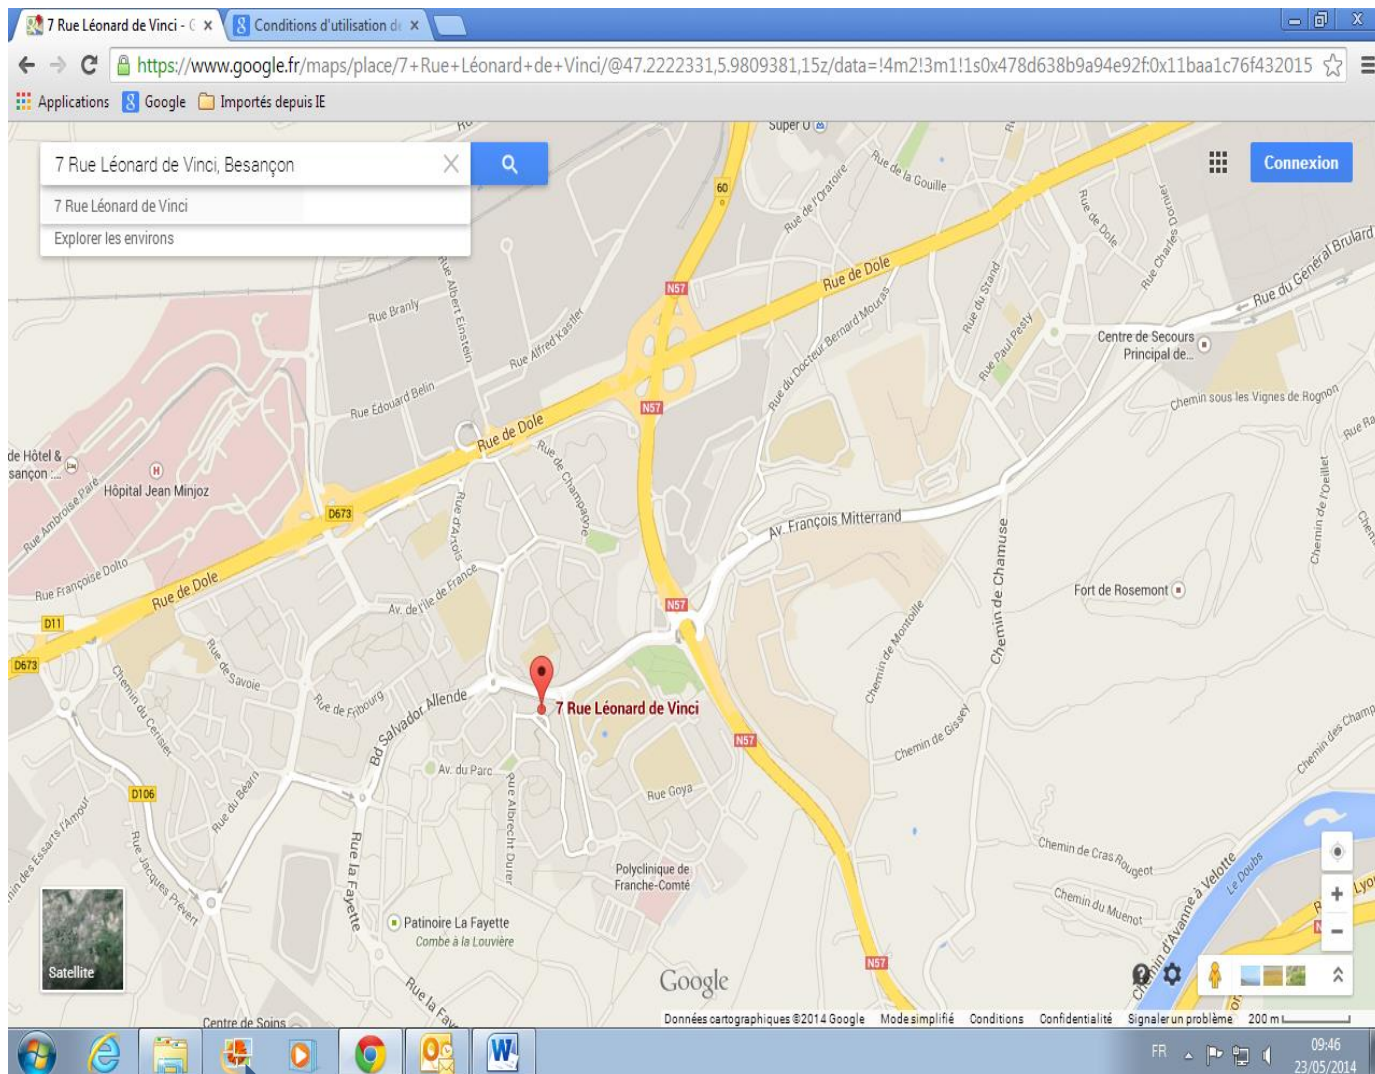 7 Rue Léonard de Vinci - G
Conditions d'utilisation de
https://www.google.fr/maps/place/7+Rue+Léonard+de+Vinci/@47.2222331,5.9809381,15z/data=!4m2!3m1!1s0x478d638b9a94e92f:0x11baa1c76f432015
Applications
Google
Importés depuis IE
7 Rue Léonard de Vinci, Besançon
7 Rue Léonard de Vinci
Explorer les environs
Connexion
Super U
60
Rue de l'Oratoire
Rue de la Gouille
Rue de Dole
Rue Charles Dornier
Rue du Général Brulard
Rue de Dole
Rue du Stand
Rue Albert Einstein
Rue Branly
Rue Alfred Kastler
N57
Rue du Docteur Bernard Mouras
Rue Paul Pesty
Centre de Secours
Principal de...
Rue Édouard Belin
N57
Chemin sous les Vignes de Rognon
Rue de Dole
Rue de Champagne
Rue Ra
de Hôtel &
sançon :...
H
Hôpital Jean Minjoz
Rue Ambroise Paré
D673
Rue d'Artois
Av. François Mitterrand
Chemin de l'Oeillet
Rue Françoise Dolto
Rue de Dole
Av. de l'Ile de France
Chemin de Chamuse
Fort de Rosemont
D11
N57
D673
Chemin du Cerisier
Rue de Savoie
Rue de Fribourg
Bd Salvador Allende
7 Rue Léonard de Vinci
Chemin de Montoille
N57
Chemin de Gissey
Chemin des Champ
Av. du Parc
Rue Albrecht Durer
Rue Goya
D106
Rue du Béarn
min des Essarts l'Amour
Rue Jacques Prévert
Rue la Fayette
Polyclinique de
Franche-Comté
Chemin de Cras Rougeot
Chemin du Muenot
Chemin d'Avanne à Velotte
Le Doubs
Lyo
Patinoire La Fayette
Combe à la Louvière
Satellite
N57
Google
Rue la Fay
Centre de Soins
Données cartographiques ©2014 Google
Mode simplifié
Conditions
Confidentialité
Signaler un problème
200 m
FR
09:46
23/05/2014